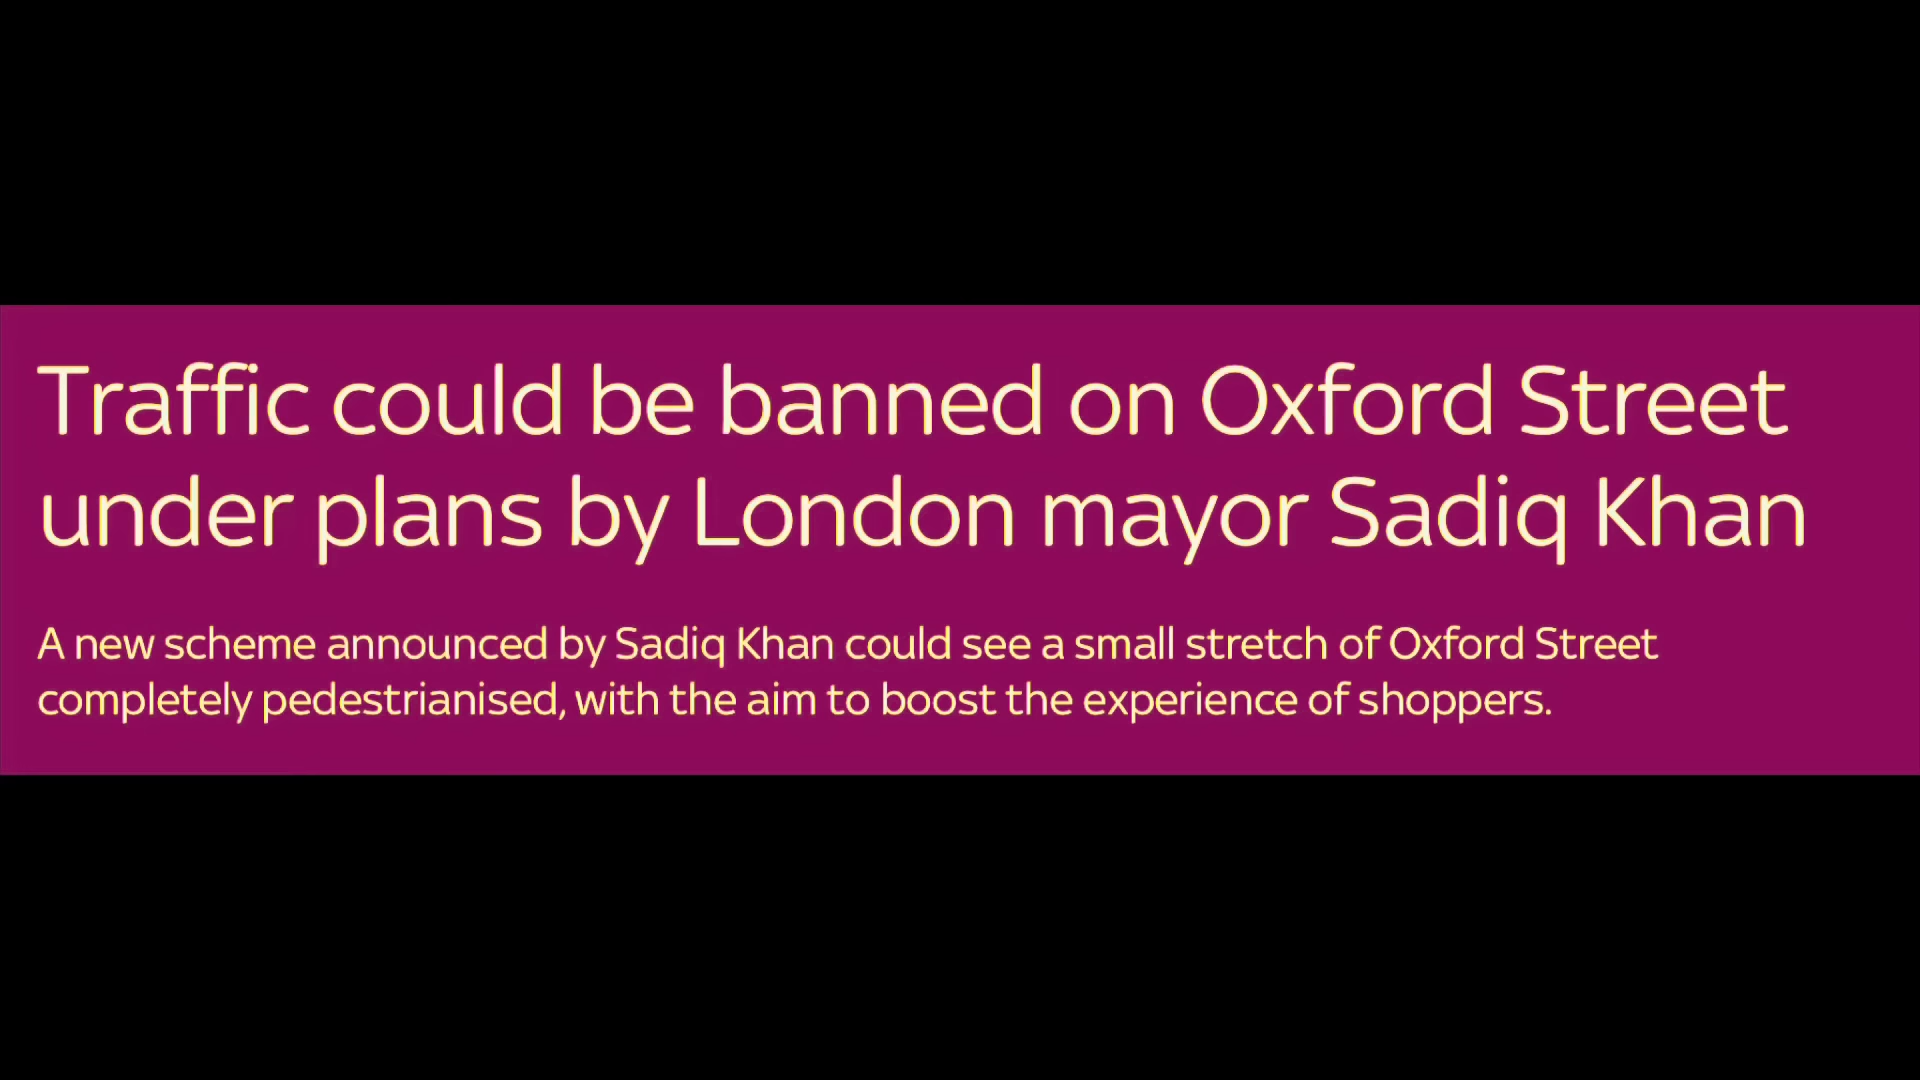 Traffic could be banned on Oxford Street
under plans by London mayor Sadiq Khan
A new scheme announced by Sadiq Khan could see a small stretch of Oxford Street
completely pedestrianised, with the aim to boost the experience of shoppers.